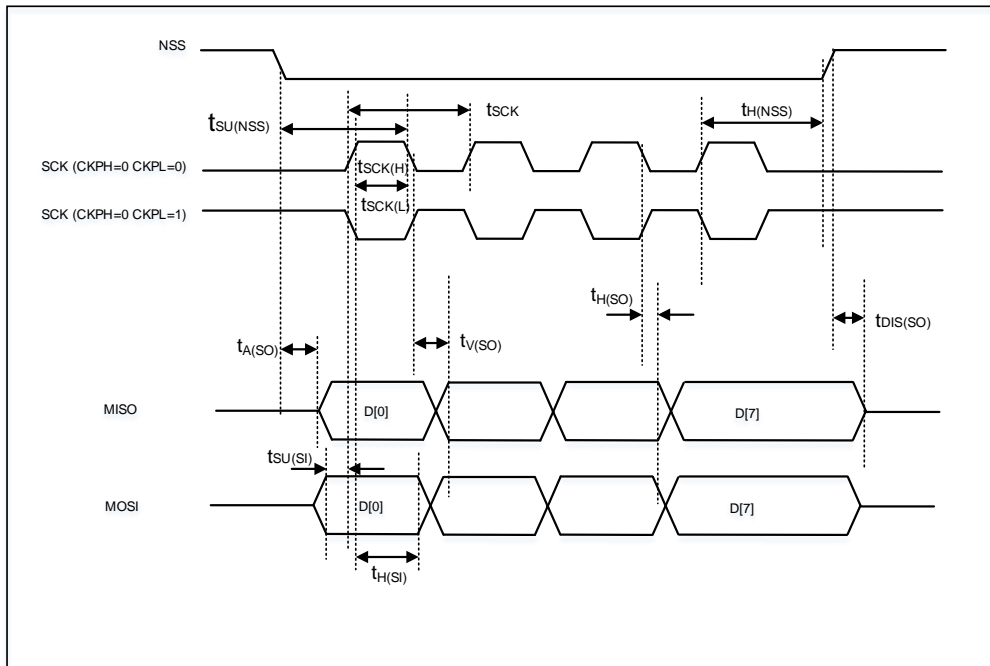 NSS
tSCK
tH(NSS)
tSU(NSS)
SCK (CKPH=0 CKPL=0)
tSCK(H)
tSCK(L)
SCK (CKPH=0 CKPL=1)
tH(SO)
tDIS(SO)
tV(SO)
tA(SO)
MISO
D[0]
D[7]
tSU(SI)
MOSI
D[0]
D[7]
tH(SI)